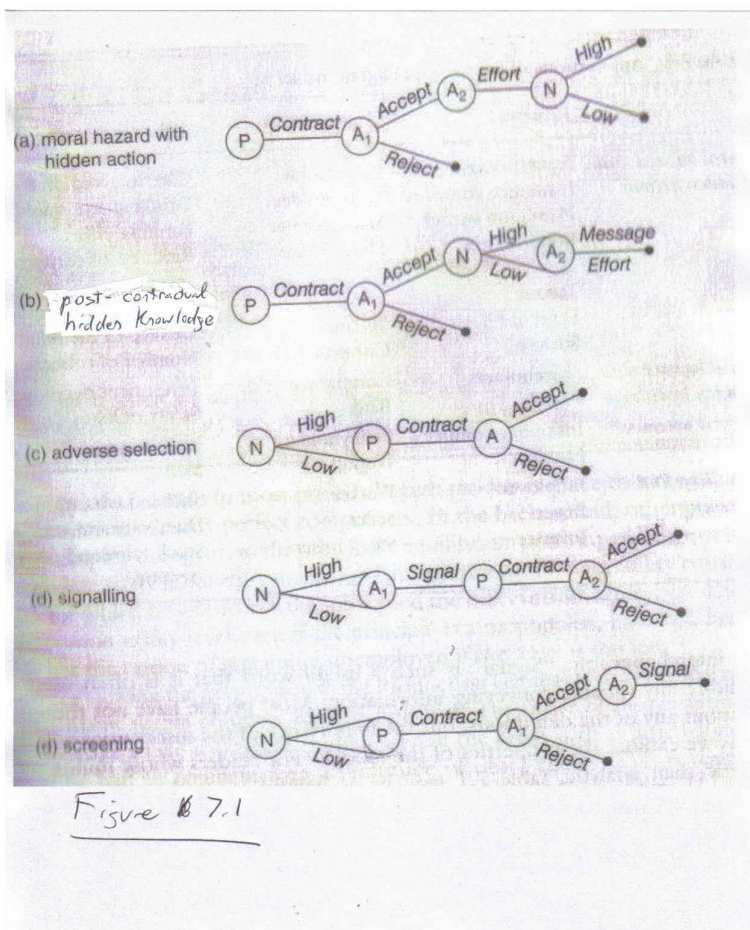 High
Effort
Accept
A2
N
Low
Contract
(a) moral hazard with
hidden action
P
A1
Reject
High
Message
N
A2
Accept
Low
Effort
(b) post-contractual
hidden Knowledge
Contract
P
A1
Reject
Accept
High
Contract
(c) adverse selection
N
P
A
Low
Reject
Accept
High
Signal
Contract
(d) signalling
N
A1
P
A2
Low
Reject
Signal
Accept
A2
High
Contract
(d) screening
N
P
A1
Low
Reject
Figure 7.1